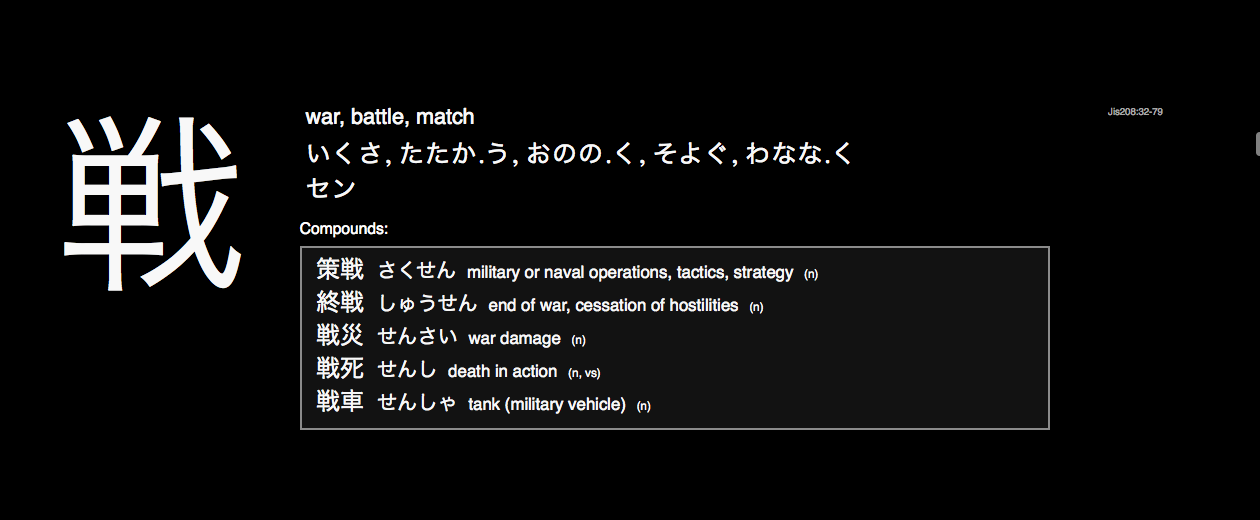 戦
war, battle, match
Jis208:32-79
いくさ, たたか.う, おのの.く, そよぐ, わなな.く
セン
Compounds:
策戦 さくせん military or naval operations, tactics, strategy (n)
終戦 しゅうせん end of war, cessation of hostilities (n)
戦災 せんさい war damage (n)
戦死 せんし death in action (n, vs)
戦車 せんしゃ tank (military vehicle) (n)